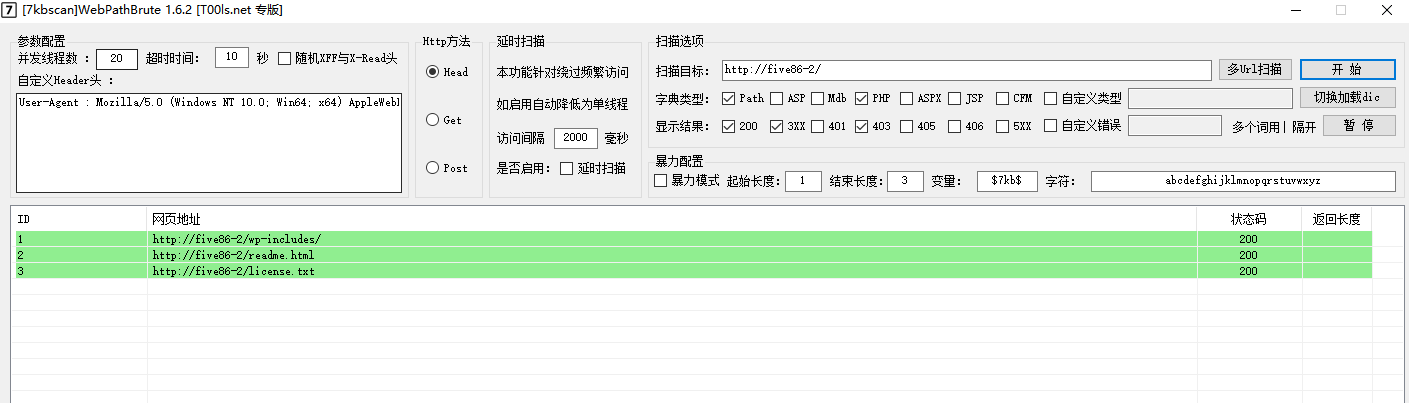 7 [7kbscan]WebPathBrute 1.6.2 [T00ls.net 专版]
参数配置
并发线程数 : 20 超时时间: 10 秒 随机XFF与X-Read头
自定义Header头 :
User-Agent : Mozilla/5.0 (Windows NT 10.0; Win64; x64) AppleWebl
Http方法
Head
Get
Post
延时扫描
本功能针对绕过频繁访问
如启用自动降低为单线程
访问间隔 2000 毫秒
是否启用: 延时扫描
扫描选项
扫描目标: http://five86-2/ 多Url扫描 开 始
字典类型: Path ASP Mdb PHP ASPX JSP CFM 自定义类型 切换加载dic
显示结果: 200 3XX 401 403 405 406 5XX 自定义错误 多个词用| 隔开 暂 停
暴力配置
暴力模式 起始长度: 1 结束长度: 3 变量: $7kb$ 字符: abcdefghijklmnopqrstuvwxyz
ID 网页地址 状态码 返回长度
1 http://five86-2/wp-includes/ 200
2 http://five86-2/readme.html 200
3 http://five86-2/license.txt 200